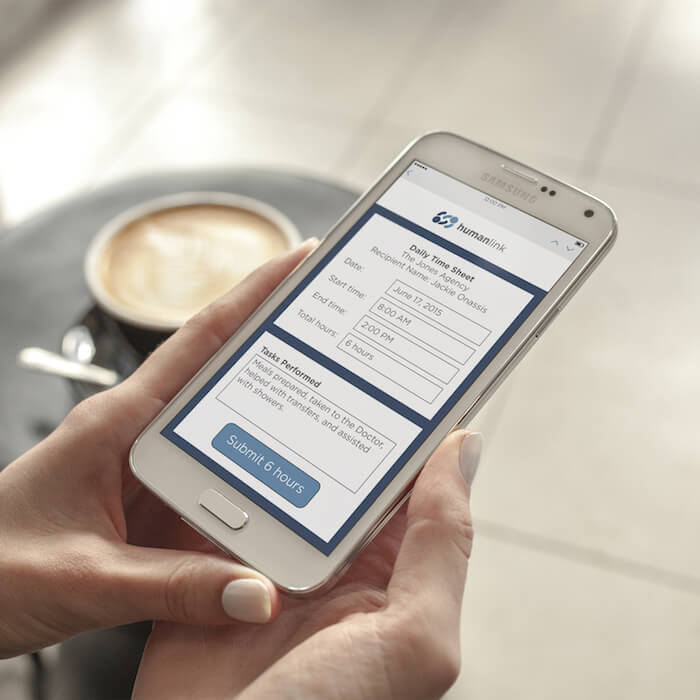 SAMSUNG
12:00 PM
humanlink
Daily Time Sheet
The Jones Agency
Recipient Name: Jackie Onassis
Date: June 17, 2015
Start time: 8:00 AM
End time: 2:00 PM
Total hours: 6 hours
Tasks Performed
Meals prepared, taken to the Doctor,
helped with transfers, and assisted
with showers.
Submit 6 hours